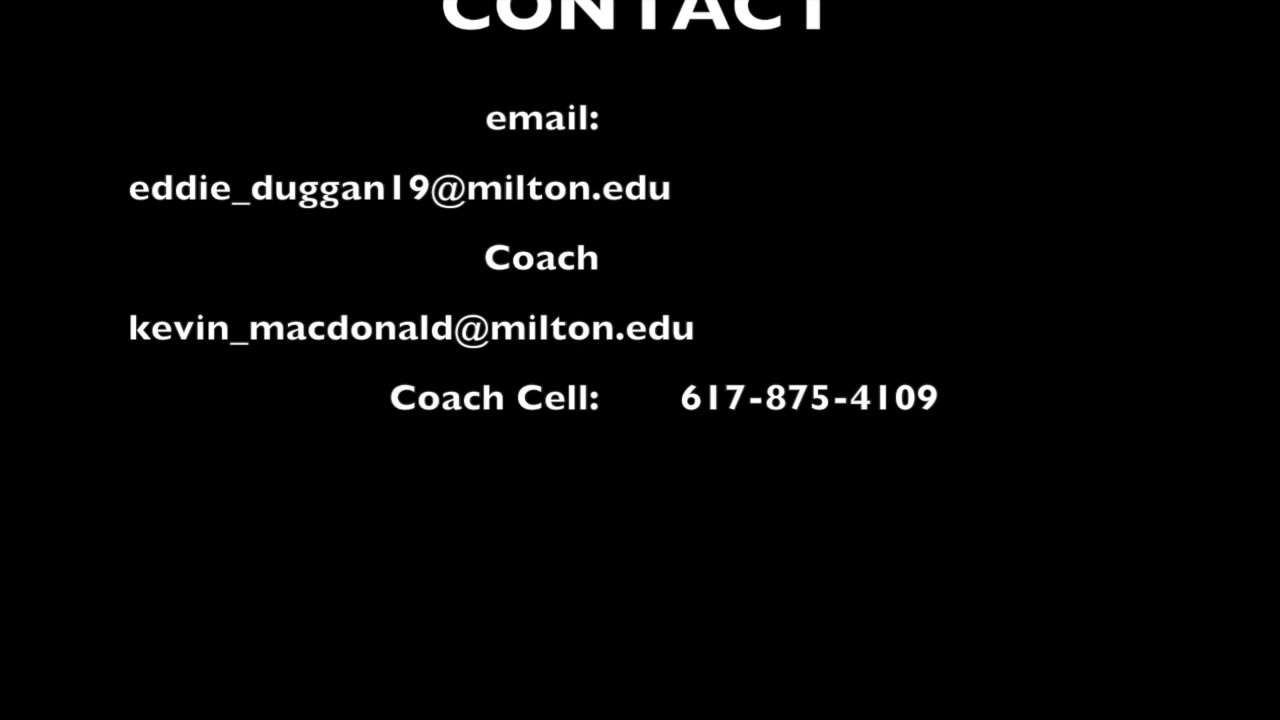 CONTACT
email:
eddie_duggan19@milton.edu
Coach
kevin_macdonald@milton.edu
Coach Cell: 617-875-4109